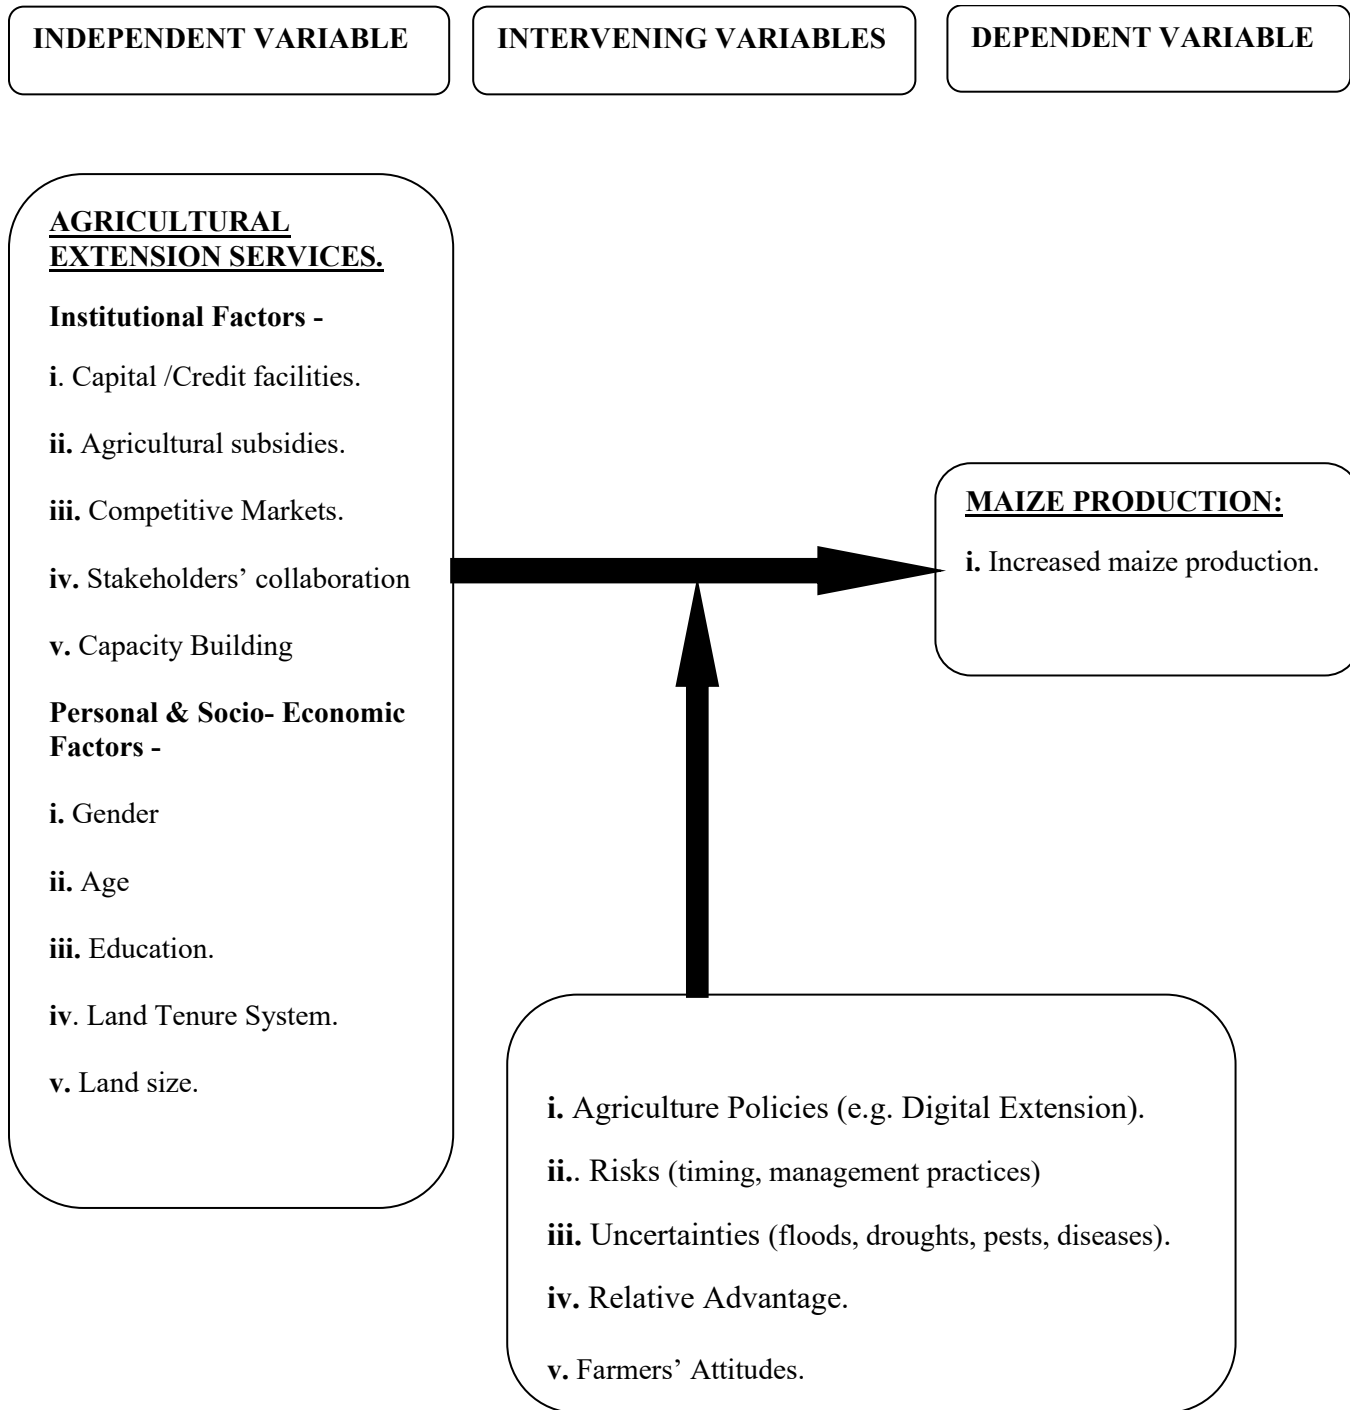 INDEPENDENT VARIABLE
INTERVENING VARIABLES
DEPENDENT VARIABLE
AGRICULTURAL
EXTENSION SERVICES.
Institutional Factors -
i. Capital /Credit facilities.
ii. Agricultural subsidies.
iii. Competitive Markets.
iv. Stakeholders’ collaboration
v. Capacity Building
Personal & Socio- Economic
Factors -
i. Gender
ii. Age
iii. Education.
iv. Land Tenure System.
v. Land size.
MAIZE PRODUCTION:
i. Increased maize production.
i. Agriculture Policies (e.g. Digital Extension).
ii.. Risks (timing, management practices)
iii. Uncertainties (floods, droughts, pests, diseases).
iv. Relative Advantage.
v. Farmers’ Attitudes.